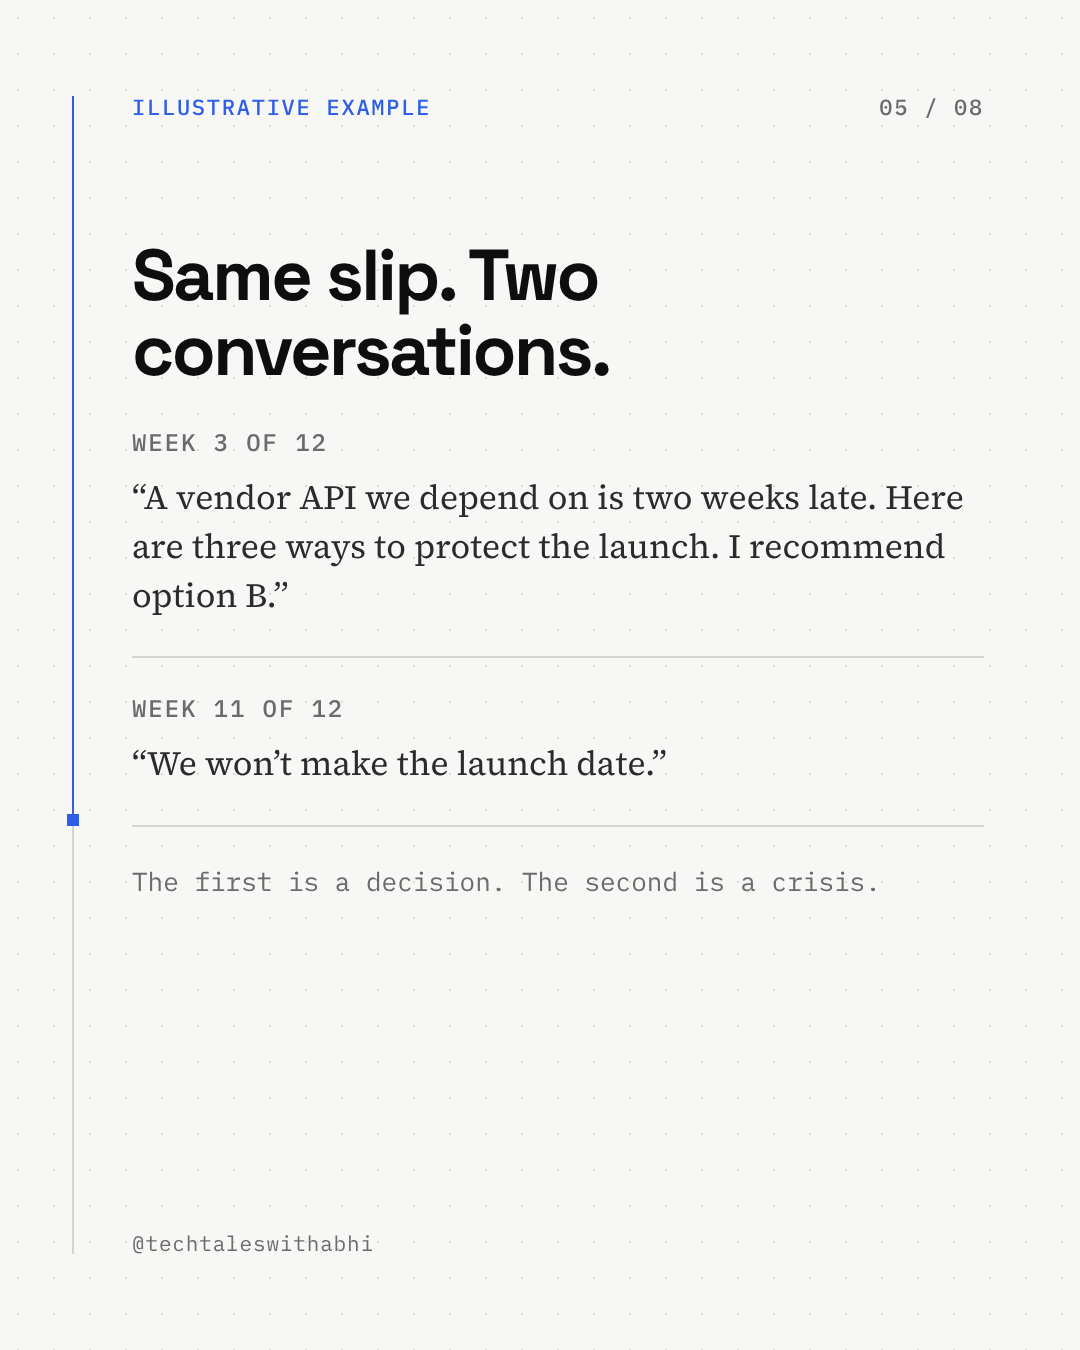 ILLUSTRATIVE EXAMPLE
05 / 08
Same slip. Two
conversations.
WEEK 3 OF 12
“A vendor API we depend on is two weeks late. Here
are three ways to protect the launch. I recommend
option B.”
WEEK 11 OF 12
“We won’t make the launch date.”
The first is a decision. The second is a crisis.
@techtaleswithabhi